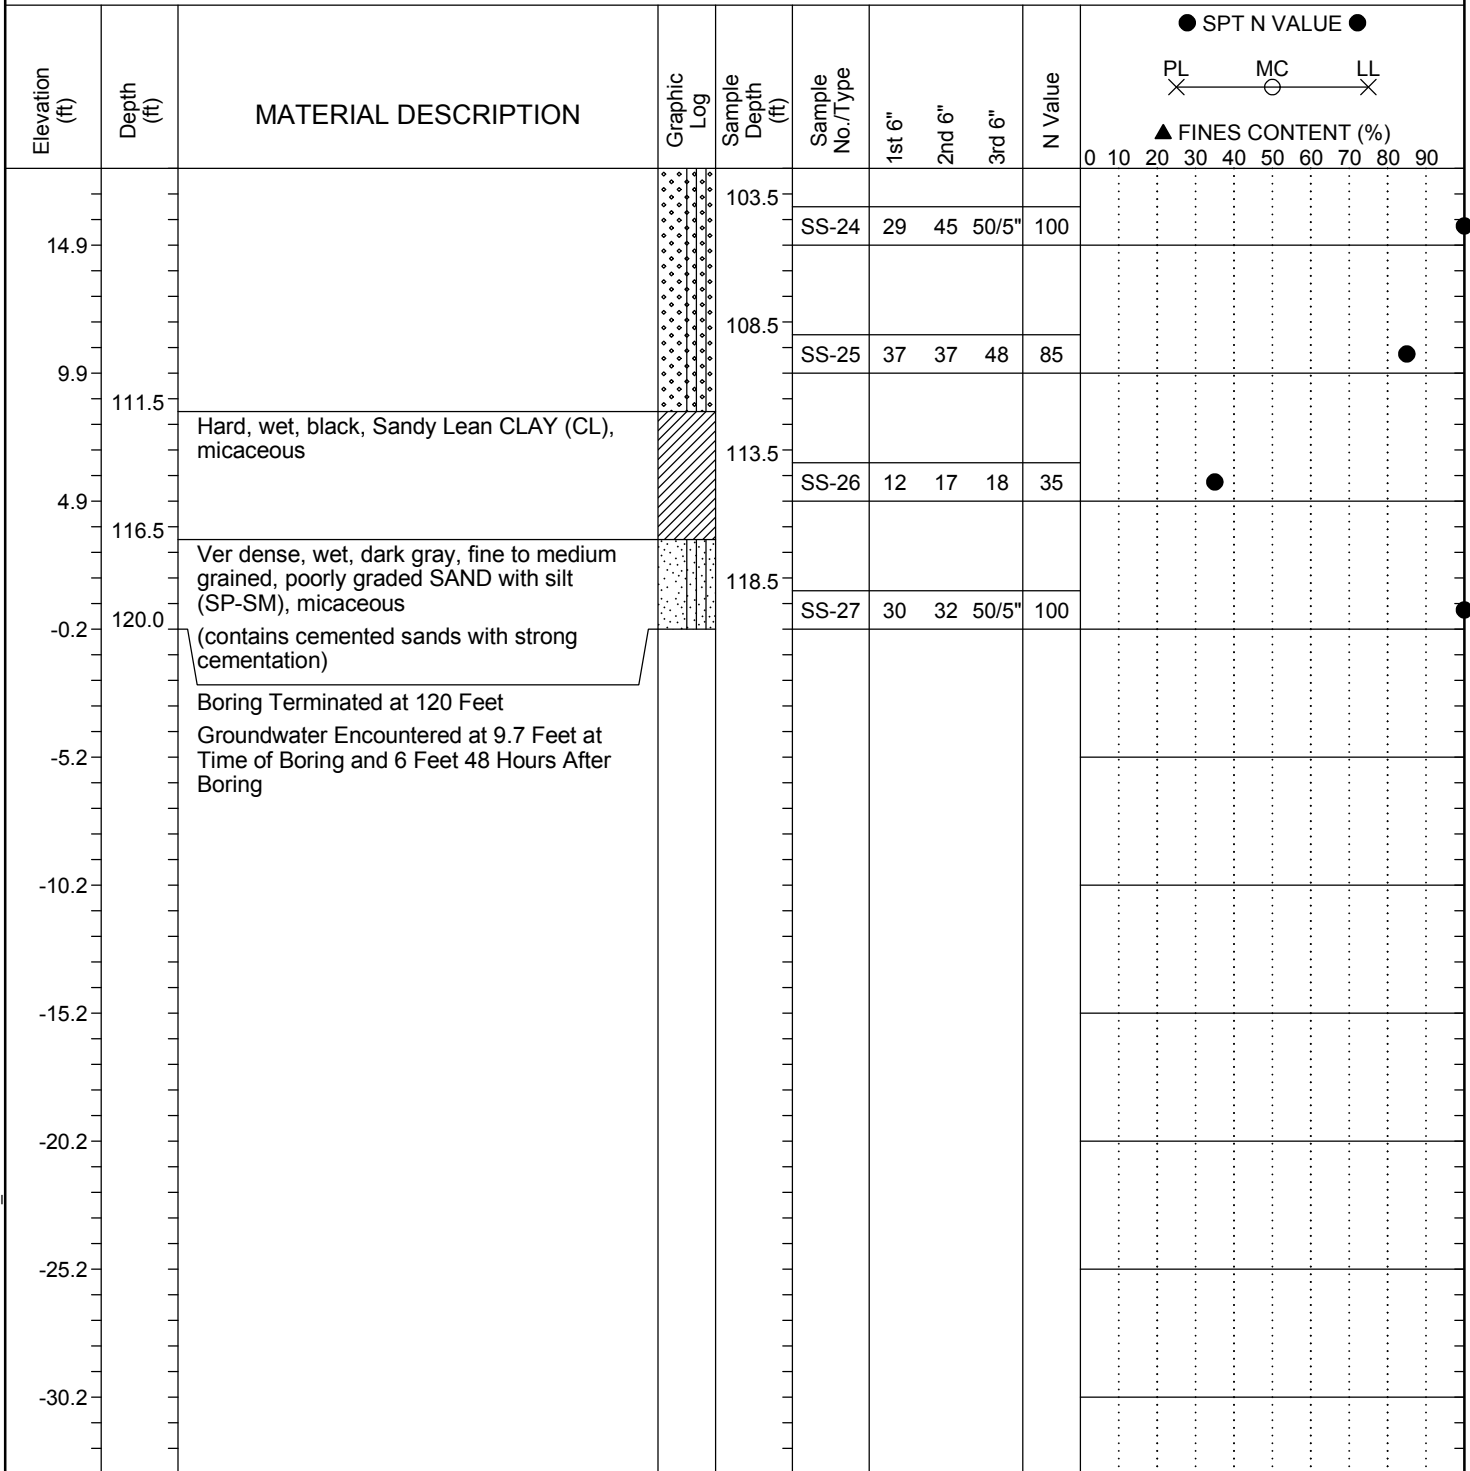 Elevation
(ft)
Depth
(ft)
MATERIAL DESCRIPTION
Graphic
Log
Sample
Depth
(ft)
Sample
No./Type
1st 6"
2nd 6"
3rd 6"
N Value
● SPT N VALUE ●
PL MC LL
▲ FINES CONTENT (%)
0 10 20 30 40 50 60 70 80 90
103.5
SS-24 29 45 50/5" 100
14.9
108.5
SS-25 37 37 48 85
9.9
111.5
Hard, wet, black, Sandy Lean CLAY (CL),
micaceous
113.5
SS-26 12 17 18 35
4.9
116.5
Ver dense, wet, dark gray, fine to medium
grained, poorly graded SAND with silt
(SP-SM), micaceous
118.5
SS-27 30 32 50/5" 100
120.0
-0.2
(contains cemented sands with strong
cementation)
Boring Terminated at 120 Feet
Groundwater Encountered at 9.7 Feet at
Time of Boring and 6 Feet 48 Hours After
Boring
-5.2
-10.2
-15.2
-20.2
-25.2
-30.2